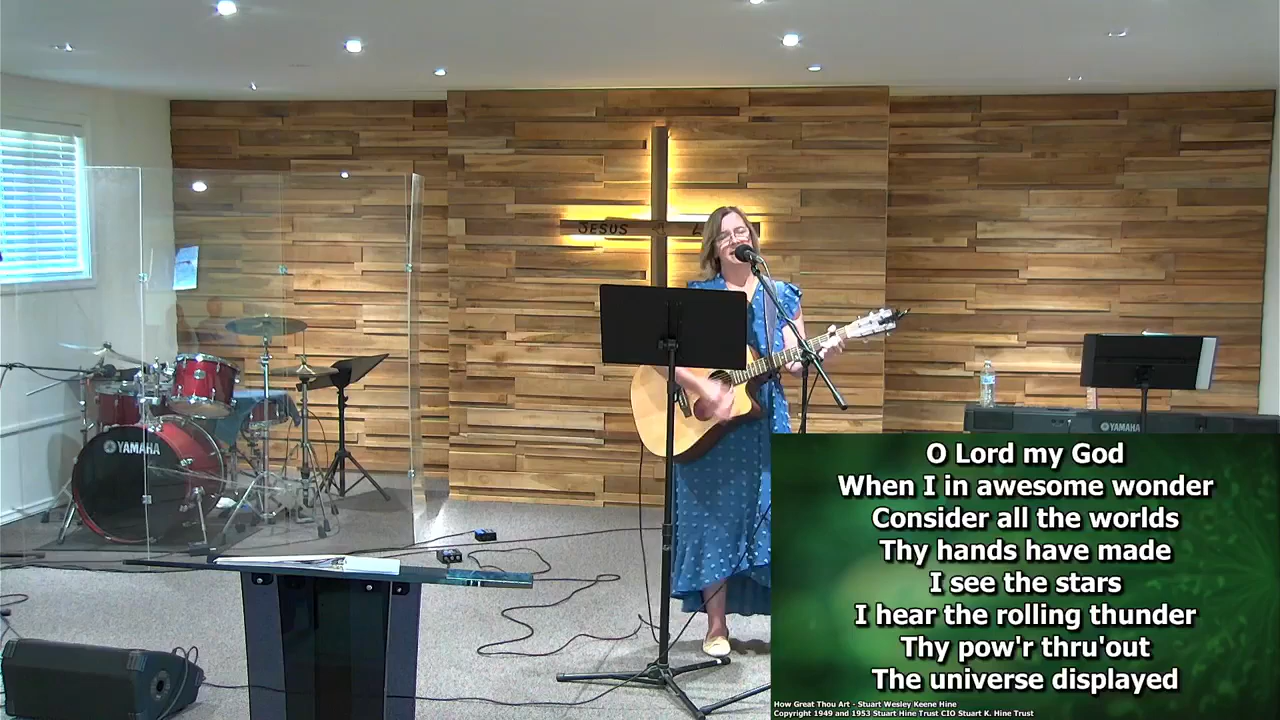 JESUS
YAMAHA
YAMAHA
O Lord my God
When I in awesome wonder
Consider all the worlds
Thy hands have made
I see the stars
I hear the rolling thunder
Thy pow'r thru'out
The universe displayed
How Great Thou Art - Stuart Wesley Keene Hine
Copyright 1949 and 1953 Stuart Hine Trust CIO Stuart K. Hine Trust